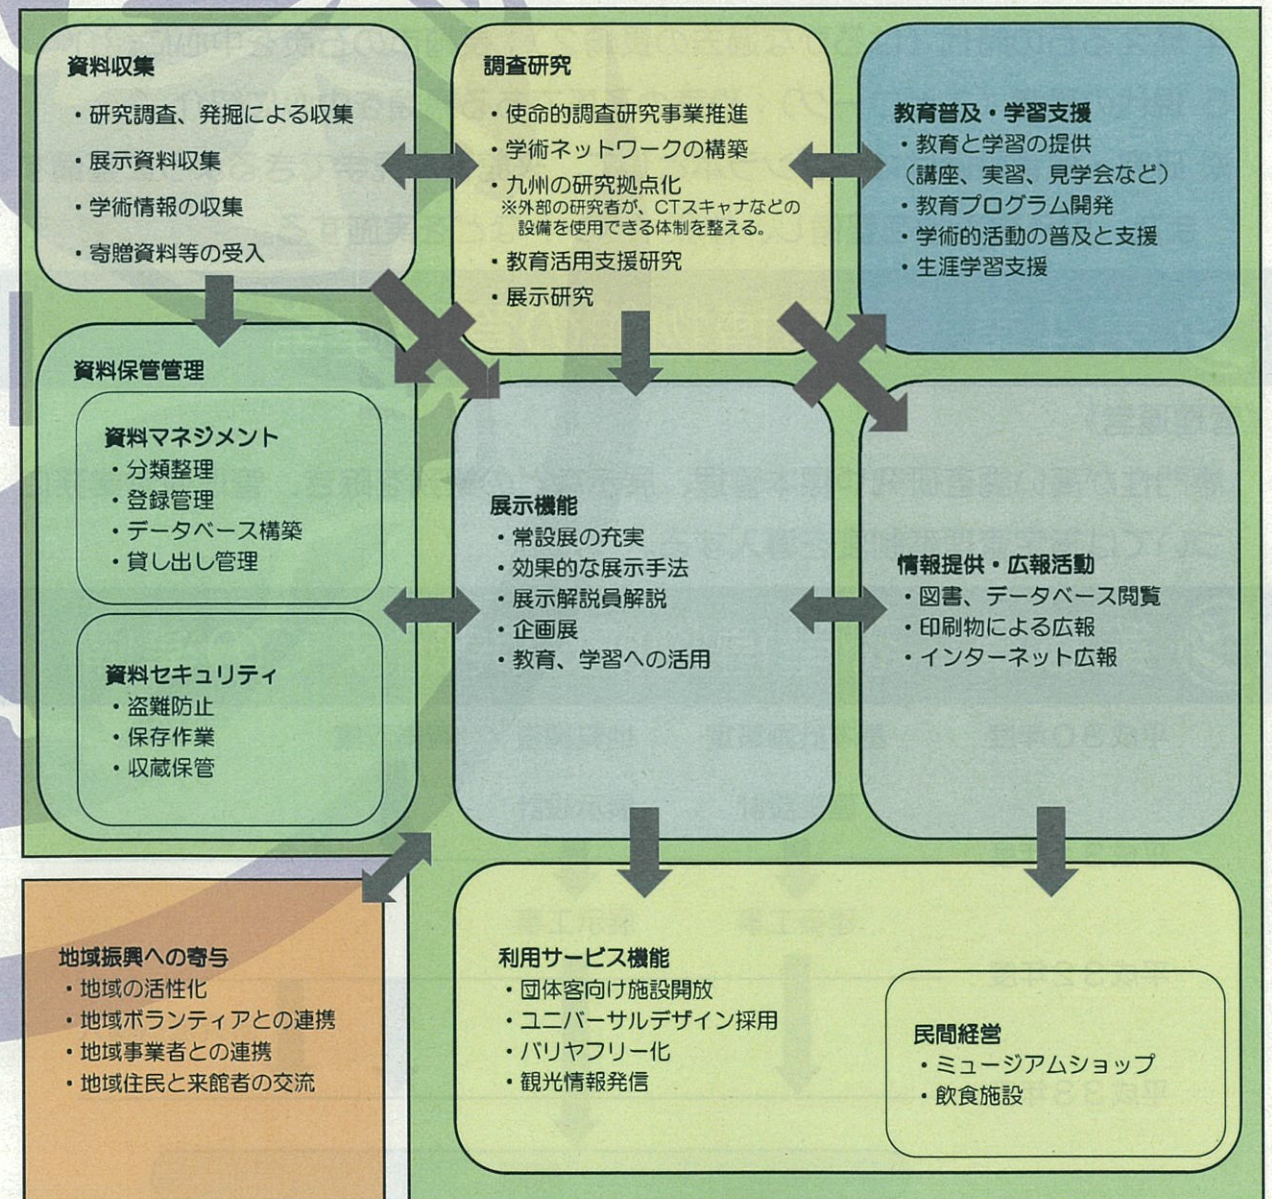 資料収集
・研究調査、発掘による収集
・展示資料収集
・学術情報の収集
・寄贈資料等の受入
調査研究
・使命的調査研究事業推進
・学術ネットワークの構築
・九州の研究拠点化
※外部の研究者が、CTスキャナなどの
設備を使用できる体制を整える。
・教育活用支援研究
・展示研究
教育普及・学習支援
・教育と学習の提供
（講座、実習、見学会など）
・教育プログラム開発
・学術的活動の普及と支援
・生涯学習支援
資料保管管理
資料マネジメント
・分類整理
・登録管理
・データベース構築
・貸し出し管理
資料セキュリティ
・盗難防止
・保存作業
・収蔵保管
展示機能
・常設展の充実
・効果的な展示手法
・展示解説員解説
・企画展
・教育、学習への活用
情報提供・広報活動
・図書、データベース閲覧
・印刷物による広報
・インターネット広報
地域振興への寄与
・地域の活性化
・地域ボランティアとの連携
・地域事業者との連携
・地域住民と来館者の交流
利用サービス機能
・団体客向け施設開放
・ユニバーサルデザイン採用
・バリヤフリー化
・観光情報発信
民間経営
・ミュージアムショップ
・飲食施設